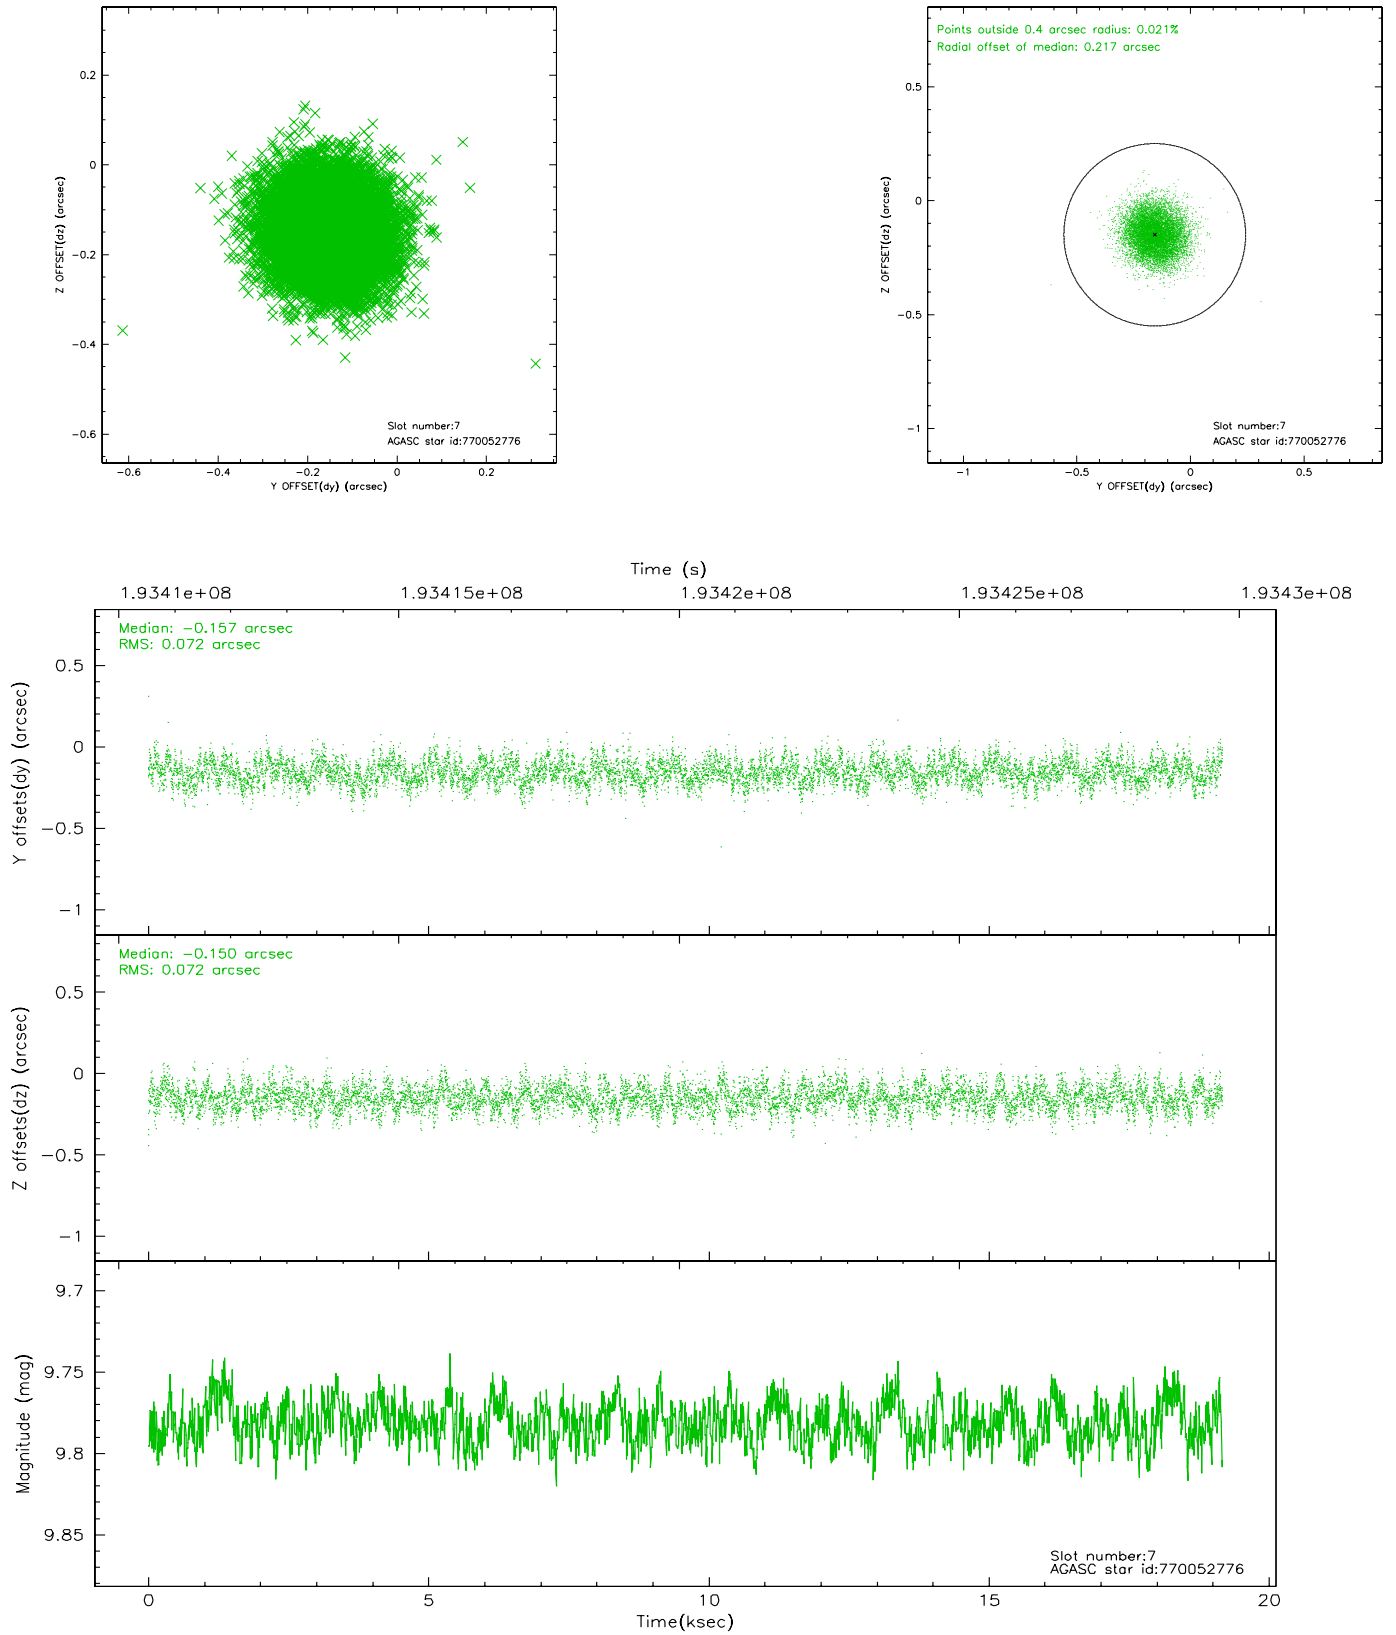 0.2
0
−0.2
−0.4
−0.6
Z OFFSET(dz) (arcsec)
Slot number:7
AGASC star id:770052776
−0.6 −0.4 −0.2 0 0.2
Y OFFSET(dy) (arcsec)
Points outside 0.4 arcsec radius: 0.021%
Radial offset of median: 0.217 arcsec
0.5
0
−0.5
−1
Z OFFSET(dz) (arcsec)
Slot number:7
AGASC star id:770052776
−1 −0.5 0 0.5
Y OFFSET(dy) (arcsec)
Time (s)
1.9341e+08 1.93415e+08 1.9342e+08 1.93425e+08 1.9343e+08
Median: −0.157 arcsec
RMS: 0.072 arcsec
0.5
0
−0.5
−1
Y offsets(dy) (arcsec)
Median: −0.150 arcsec
RMS: 0.072 arcsec
0.5
0
−0.5
−1
Z offsets(dz) (arcsec)
9.7
9.75
9.8
9.85
Magnitude (mag)
Slot number:7
AGASC star id:770052776
0 5 10 15 20
Time(ksec)